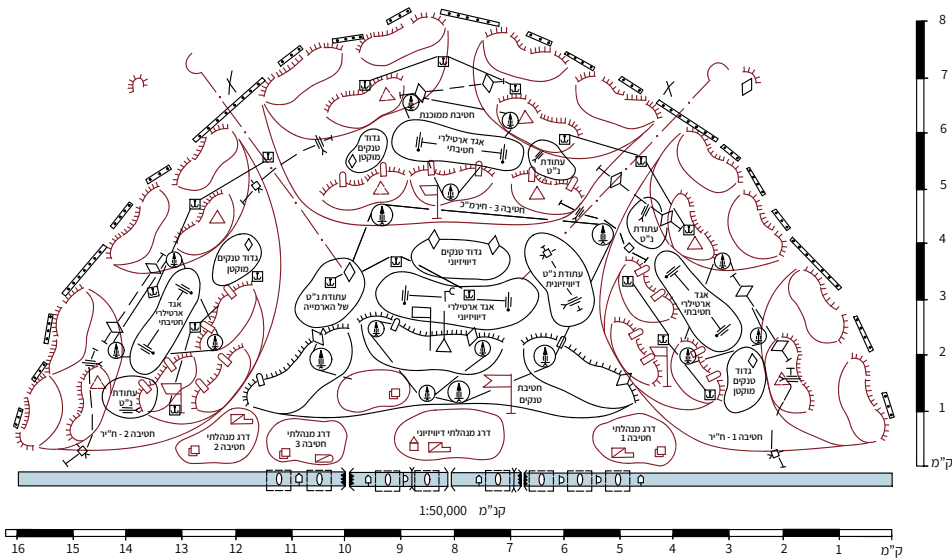 8
7
6
5
4
3
2
1
ק"מ
חטיבת ממוכנת
גדוד
טנקים
מוקטן
אגד ארטילרי
חטיבתי
עתודת
נ"ט
חטיבה 3 - חירמ"כ
עתודת
נ"ט
גדוד טנקים
מוקטן
גדוד טנקים
דיוויזיוני
עתודת נ"ט
דיוויזיונית
עתודת נ"ט
של הארמייה
אגד ארטילרי
דיוויזיוני
אגד
ארטילרי
חטיבתי
אגד
ארטילרי
חטיבתי
גדוד
טנקים
מוקטן
חטיבת
טנקים
עתודת
נ"ט
חטיבה 1 - חי"ר
חטיבה 2 - חי"ר
דרג מנהלתי
חטיבה 1
דרג מנהלתי דיוויזיוני
דרג מנהלתי
חטיבה 3
דרג מנהלתי
חטיבה 2
קנ"מ 1:50,000
16 15 14 13 12 11 10 9 8 7 6 5 4 3 2 1 ק"מ